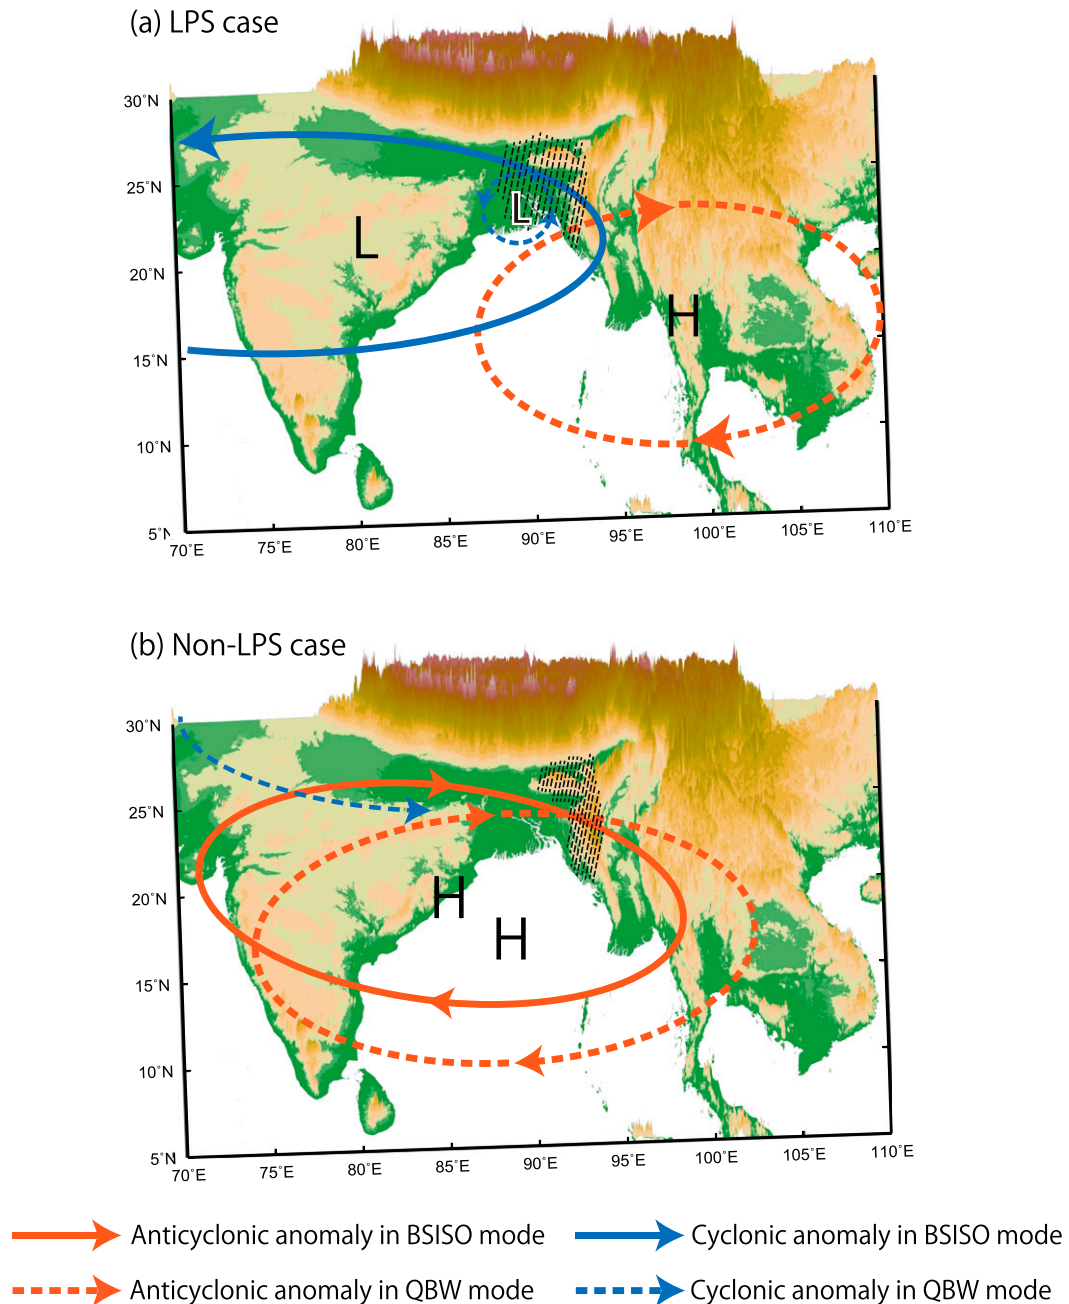 (a) LPS case
30°N
25°N
L
L
20°N
H
15°N
10°N
5°N
70°E 75°E 80°E 85°E 90°E 95°E 100°E 105°E 110°E
(b) Non-LPS case
30°N
25°N
20°N
H
H
15°N
10°N
5°N
70°E 75°E 80°E 85°E 90°E 95°E 100°E 105°E 110°E
Anticyclonic anomaly in BSISO mode
Cyclonic anomaly in BSISO mode
Anticyclonic anomaly in QBW mode
Cyclonic anomaly in QBW mode